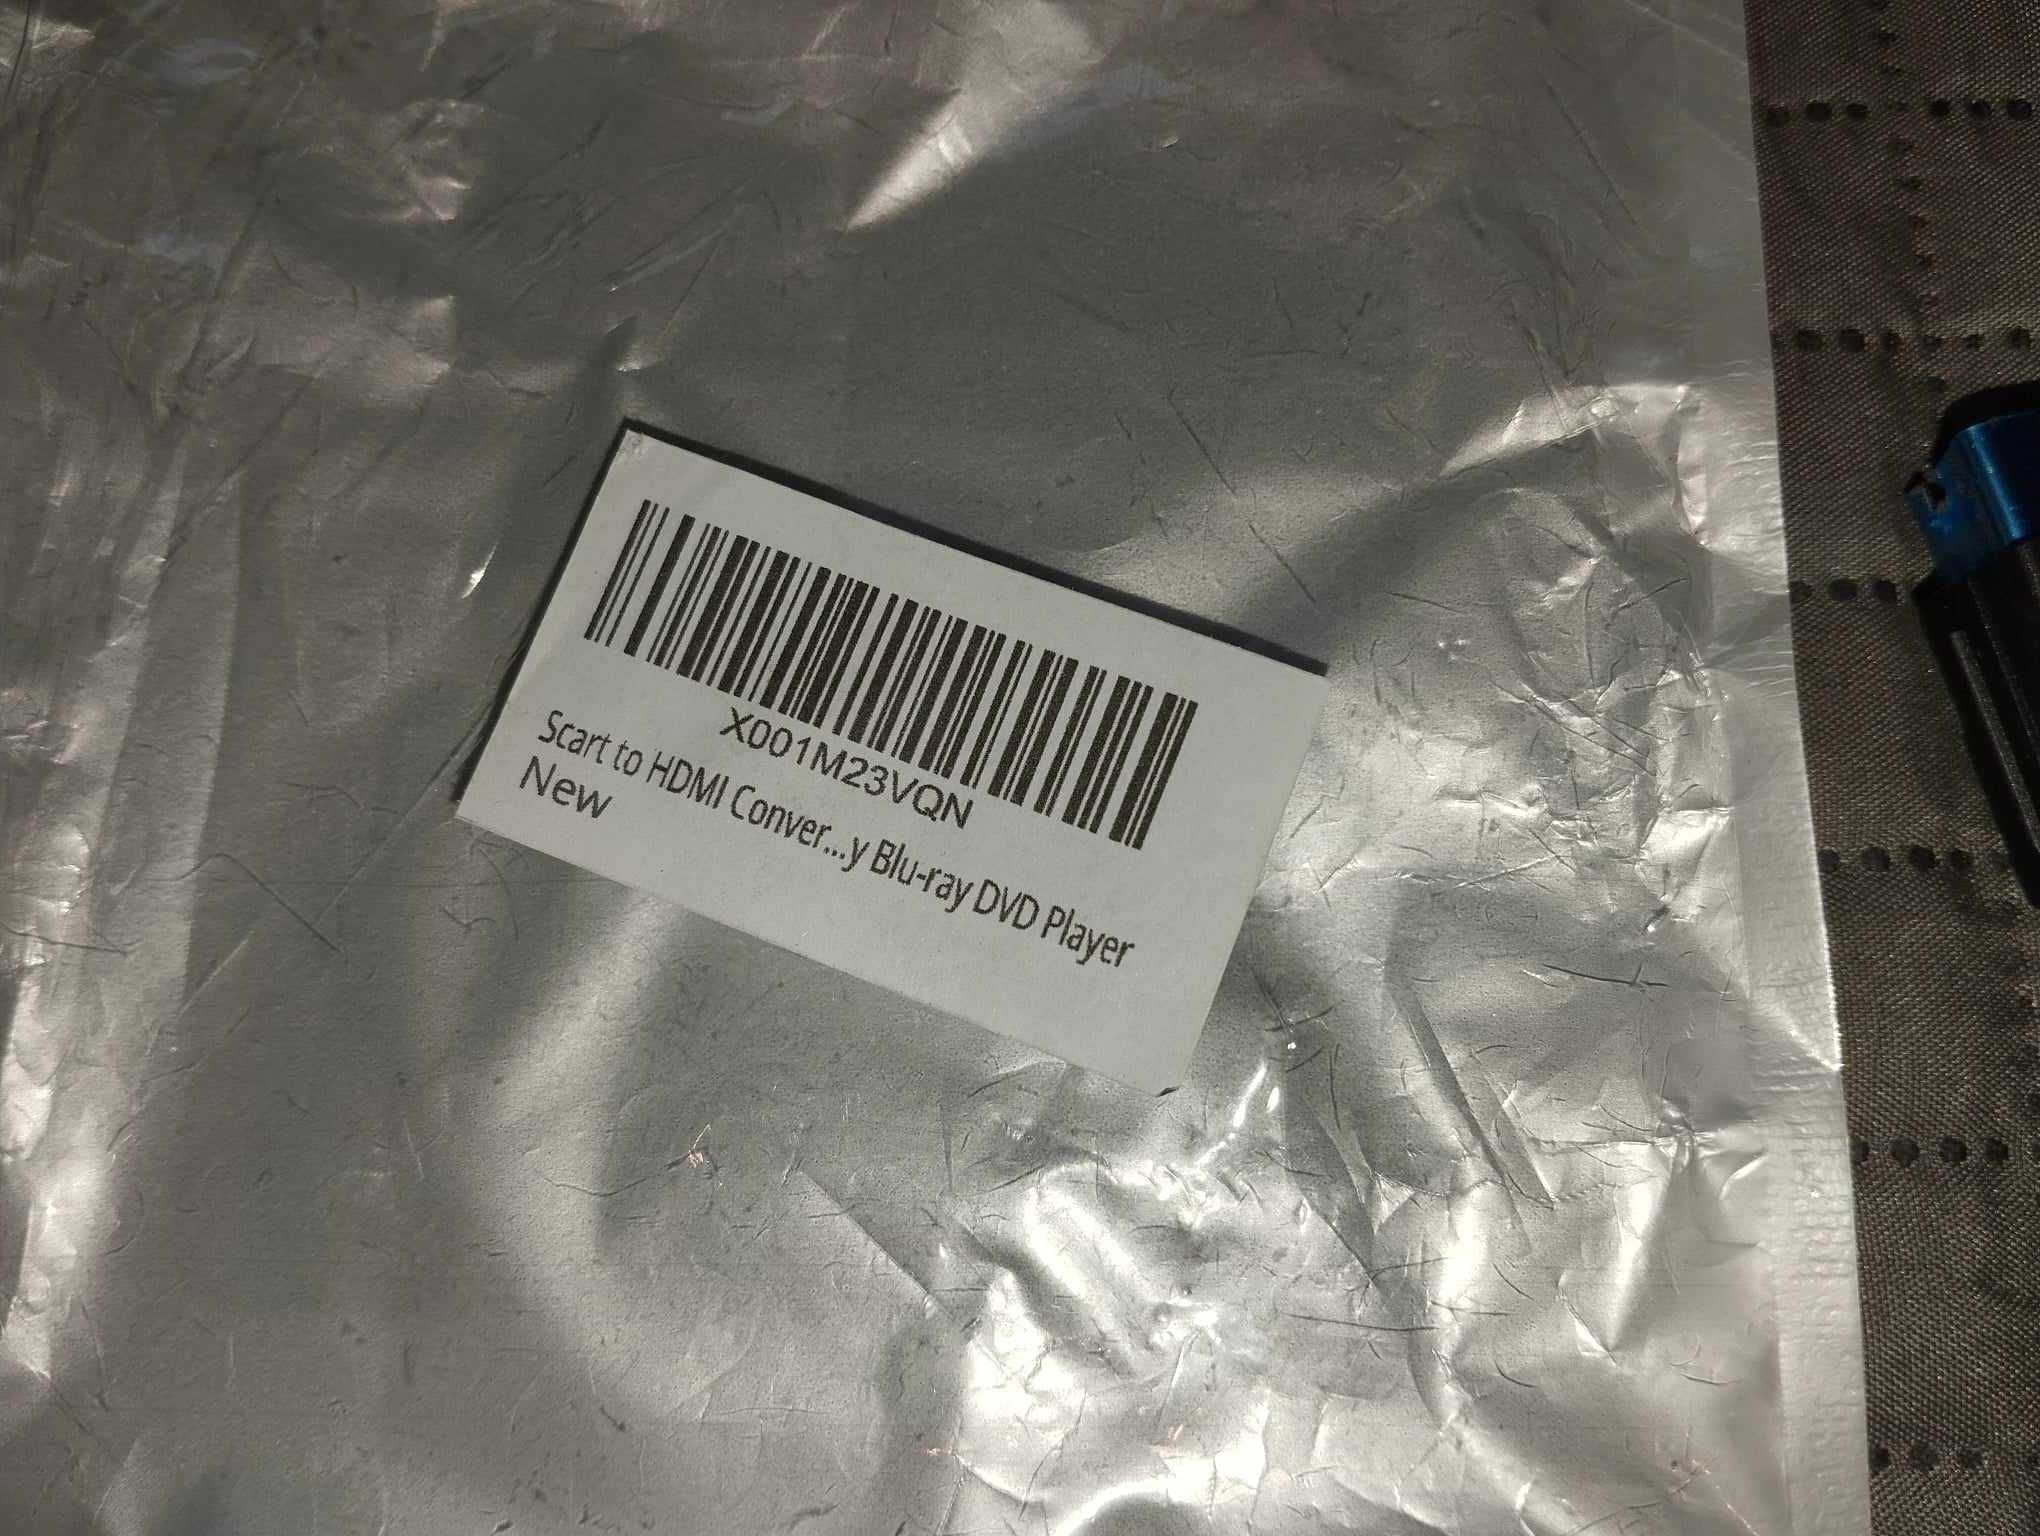 X001M23VQN
Scart to HDMI Conver...y Blu-ray DVD Player
New